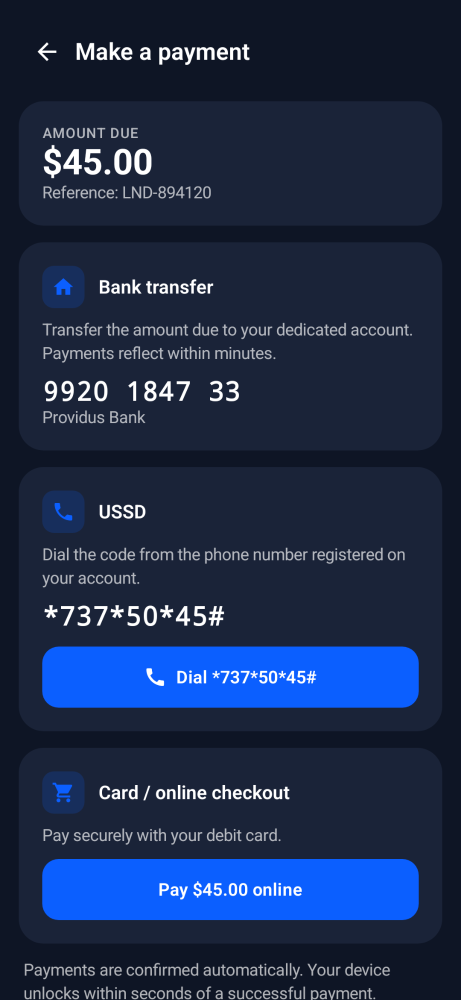 Make a payment
AMOUNT DUE
$45.00
Reference: LND-894120
Bank transfer
Transfer the amount due to your dedicated account.
Payments reflect within minutes.
9920 1847 33
Providus Bank
USSD
Dial the code from the phone number registered on
your account.
*737*50*45#
Dial *737*50*45#
Card / online checkout
Pay securely with your debit card.
Pay $45.00 online
Payments are confirmed automatically. Your device
unlocks within seconds of a successful payment.